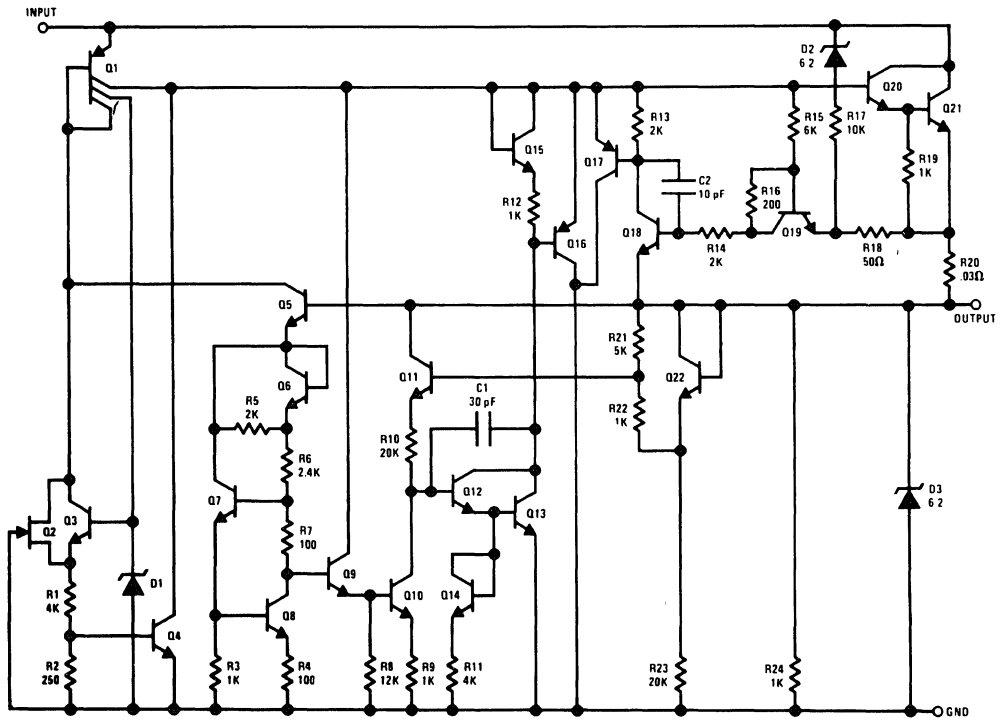 INPUT
Q1
D2
6 2
Q20
Q21
R13
2K
R15
6K
R17
10K
Q15
Q17
R19
1K
R12
1K
C2
10 pF
R16
200
Q16
Q18
R14
2K
Q19
R18
50Ω
R20
.03Ω
Q5
OUTPUT
R21
5K
Q11
Q22
Q6
C1
30 pF
R5
2K
R22
1K
R10
20K
R6
2.4K
Q7
Q12
D3
6 2
Q2
Q3
Q13
R7
100
Q9
D1
Q10
Q14
R1
4K
Q8
Q4
R2
250
R3
1K
R4
100
R8
12K
R9
1K
R11
4K
R23
20K
R24
1K
GND